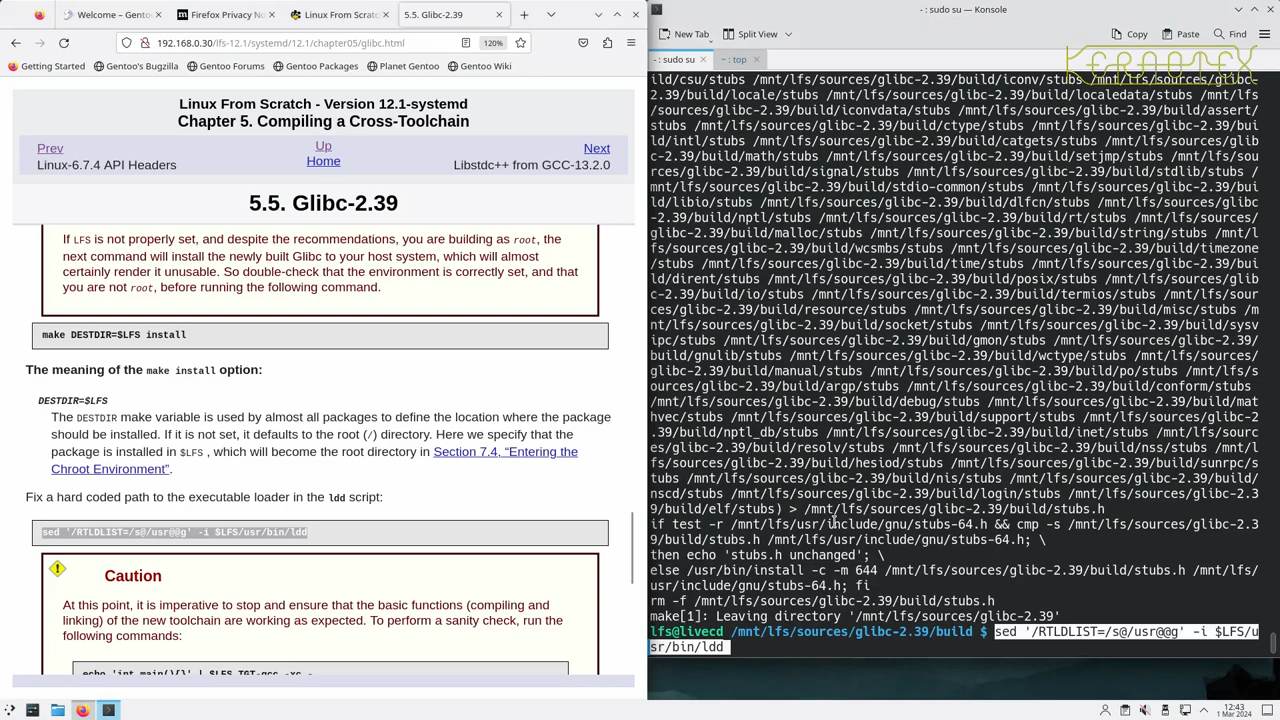 Welcome – Gentoo
Firefox Privacy No
Linux From Scratc
5.5. Glibc-2.39
192.168.0.30/lfs-12.1/systemd/12.1/chapter05/glibc.html
120%
Getting Started
Gentoo's Bugzilla
Gentoo Forums
Gentoo Packages
Planet Gentoo
Gentoo Wiki
Linux From Scratch - Version 12.1-systemd
Chapter 5. Compiling a Cross-Toolchain
Prev
Up
Next
Linux-6.7.4 API Headers
Home
Libstdc++ from GCC-13.2.0
5.5. Glibc-2.39
If LFS is not properly set, and despite the recommendations, you are building as root, the
next command will install the newly built Glibc to your host system, which will almost
certainly render it unusable. So double-check that the environment is correctly set, and that
you are not root, before running the following command.
make DESTDIR=$LFS install
The meaning of the make install option:
DESTDIR=$LFS
The DESTDIR make variable is used by almost all packages to define the location where the package
should be installed. If it is not set, it defaults to the root (/) directory. Here we specify that the
package is installed in $LFS , which will become the root directory in Section 7.4, “Entering the
Chroot Environment”.
Fix a hard coded path to the executable loader in the ldd script:
sed '/RTLDLIST=/s@/usr@@g' -i $LFS/usr/bin/ldd
Caution
At this point, it is imperative to stop and ensure that the basic functions (compiling and
linking) of the new toolchain are working as expected. To perform a sanity check, run the
following commands:
echo 'int main(){}' | $LFS_TGT-gcc -xc -
- : sudo su — Konsole
New Tab
Split View
Copy
Paste
Find
- : sudo su
~ : top
KERNOTEX
ild/csu/stubs /mnt/lfs/sources/glibc-2.39/build/iconv/stubs /mnt/lfs/sources/glibc-
2.39/build/locale/stubs /mnt/lfs/sources/glibc-2.39/build/localedata/stubs /mnt/lfs
/sources/glibc-2.39/build/iconvdata/stubs /mnt/lfs/sources/glibc-2.39/build/assert/
stubs /mnt/lfs/sources/glibc-2.39/build/ctype/stubs /mnt/lfs/sources/glibc-2.39/bui
ld/intl/stubs /mnt/lfs/sources/glibc-2.39/build/catgets/stubs /mnt/lfs/sources/glib
c-2.39/build/math/stubs /mnt/lfs/sources/glibc-2.39/build/setjmp/stubs /mnt/lfs/sou
rces/glibc-2.39/build/signal/stubs /mnt/lfs/sources/glibc-2.39/build/stdlib/stubs /
mnt/lfs/sources/glibc-2.39/build/stdio-common/stubs /mnt/lfs/sources/glibc-2.39/bui
ld/libio/stubs /mnt/lfs/sources/glibc-2.39/build/dlfcn/stubs /mnt/lfs/sources/glibc
-2.39/build/nptl/stubs /mnt/lfs/sources/glibc-2.39/build/rt/stubs /mnt/lfs/sources/
glibc-2.39/build/malloc/stubs /mnt/lfs/sources/glibc-2.39/build/string/stubs /mnt/l
fs/sources/glibc-2.39/build/wcsmbs/stubs /mnt/lfs/sources/glibc-2.39/build/timezone
/stubs /mnt/lfs/sources/glibc-2.39/build/time/stubs /mnt/lfs/sources/glibc-2.39/bui
ld/dirent/stubs /mnt/lfs/sources/glibc-2.39/build/posix/stubs /mnt/lfs/sources/glib
c-2.39/build/io/stubs /mnt/lfs/sources/glibc-2.39/build/termios/stubs /mnt/lfs/sour
ces/glibc-2.39/build/resource/stubs /mnt/lfs/sources/glibc-2.39/build/misc/stubs /m
nt/lfs/sources/glibc-2.39/build/socket/stubs /mnt/lfs/sources/glibc-2.39/build/sysv
ipc/stubs /mnt/lfs/sources/glibc-2.39/build/gmon/stubs /mnt/lfs/sources/glibc-2.39/
build/gnulib/stubs /mnt/lfs/sources/glibc-2.39/build/wctype/stubs /mnt/lfs/sources/
glibc-2.39/build/manual/stubs /mnt/lfs/sources/glibc-2.39/build/po/stubs /mnt/lfs/s
ources/glibc-2.39/build/argp/stubs /mnt/lfs/sources/glibc-2.39/build/conform/stubs
/mnt/lfs/sources/glibc-2.39/build/debug/stubs /mnt/lfs/sources/glibc-2.39/build/mat
hvec/stubs /mnt/lfs/sources/glibc-2.39/build/support/stubs /mnt/lfs/sources/glibc-2
.39/build/nptl_db/stubs /mnt/lfs/sources/glibc-2.39/build/inet/stubs /mnt/lfs/sourc
es/glibc-2.39/build/resolv/stubs /mnt/lfs/sources/glibc-2.39/build/nss/stubs /mnt/l
fs/sources/glibc-2.39/build/hesiod/stubs /mnt/lfs/sources/glibc-2.39/build/sunrpc/s
tubs /mnt/lfs/sources/glibc-2.39/build/nis/stubs /mnt/lfs/sources/glibc-2.39/build/
nscd/stubs /mnt/lfs/sources/glibc-2.39/build/login/stubs /mnt/lfs/sources/glibc-2.3
9/build/elf/stubs) > /mnt/lfs/sources/glibc-2.39/build/stubs.h
if test -r /mnt/lfs/usr/include/gnu/stubs-64.h && cmp -s /mnt/lfs/sources/glibc-2.3
9/build/stubs.h /mnt/lfs/usr/include/gnu/stubs-64.h; \
then echo 'stubs.h unchanged'; \
else /usr/bin/install -c -m 644 /mnt/lfs/sources/glibc-2.39/build/stubs.h /mnt/lfs/
usr/include/gnu/stubs-64.h; fi
rm -f /mnt/lfs/sources/glibc-2.39/build/stubs.h
make[1]: Leaving directory '/mnt/lfs/sources/glibc-2.39'
lfs@livecd /mnt/lfs/sources/glibc-2.39/build $ sed '/RTLDLIST=/s@/usr@@g' -i $LFS/u
sr/bin/ldd
12:43
1 Mar 2024